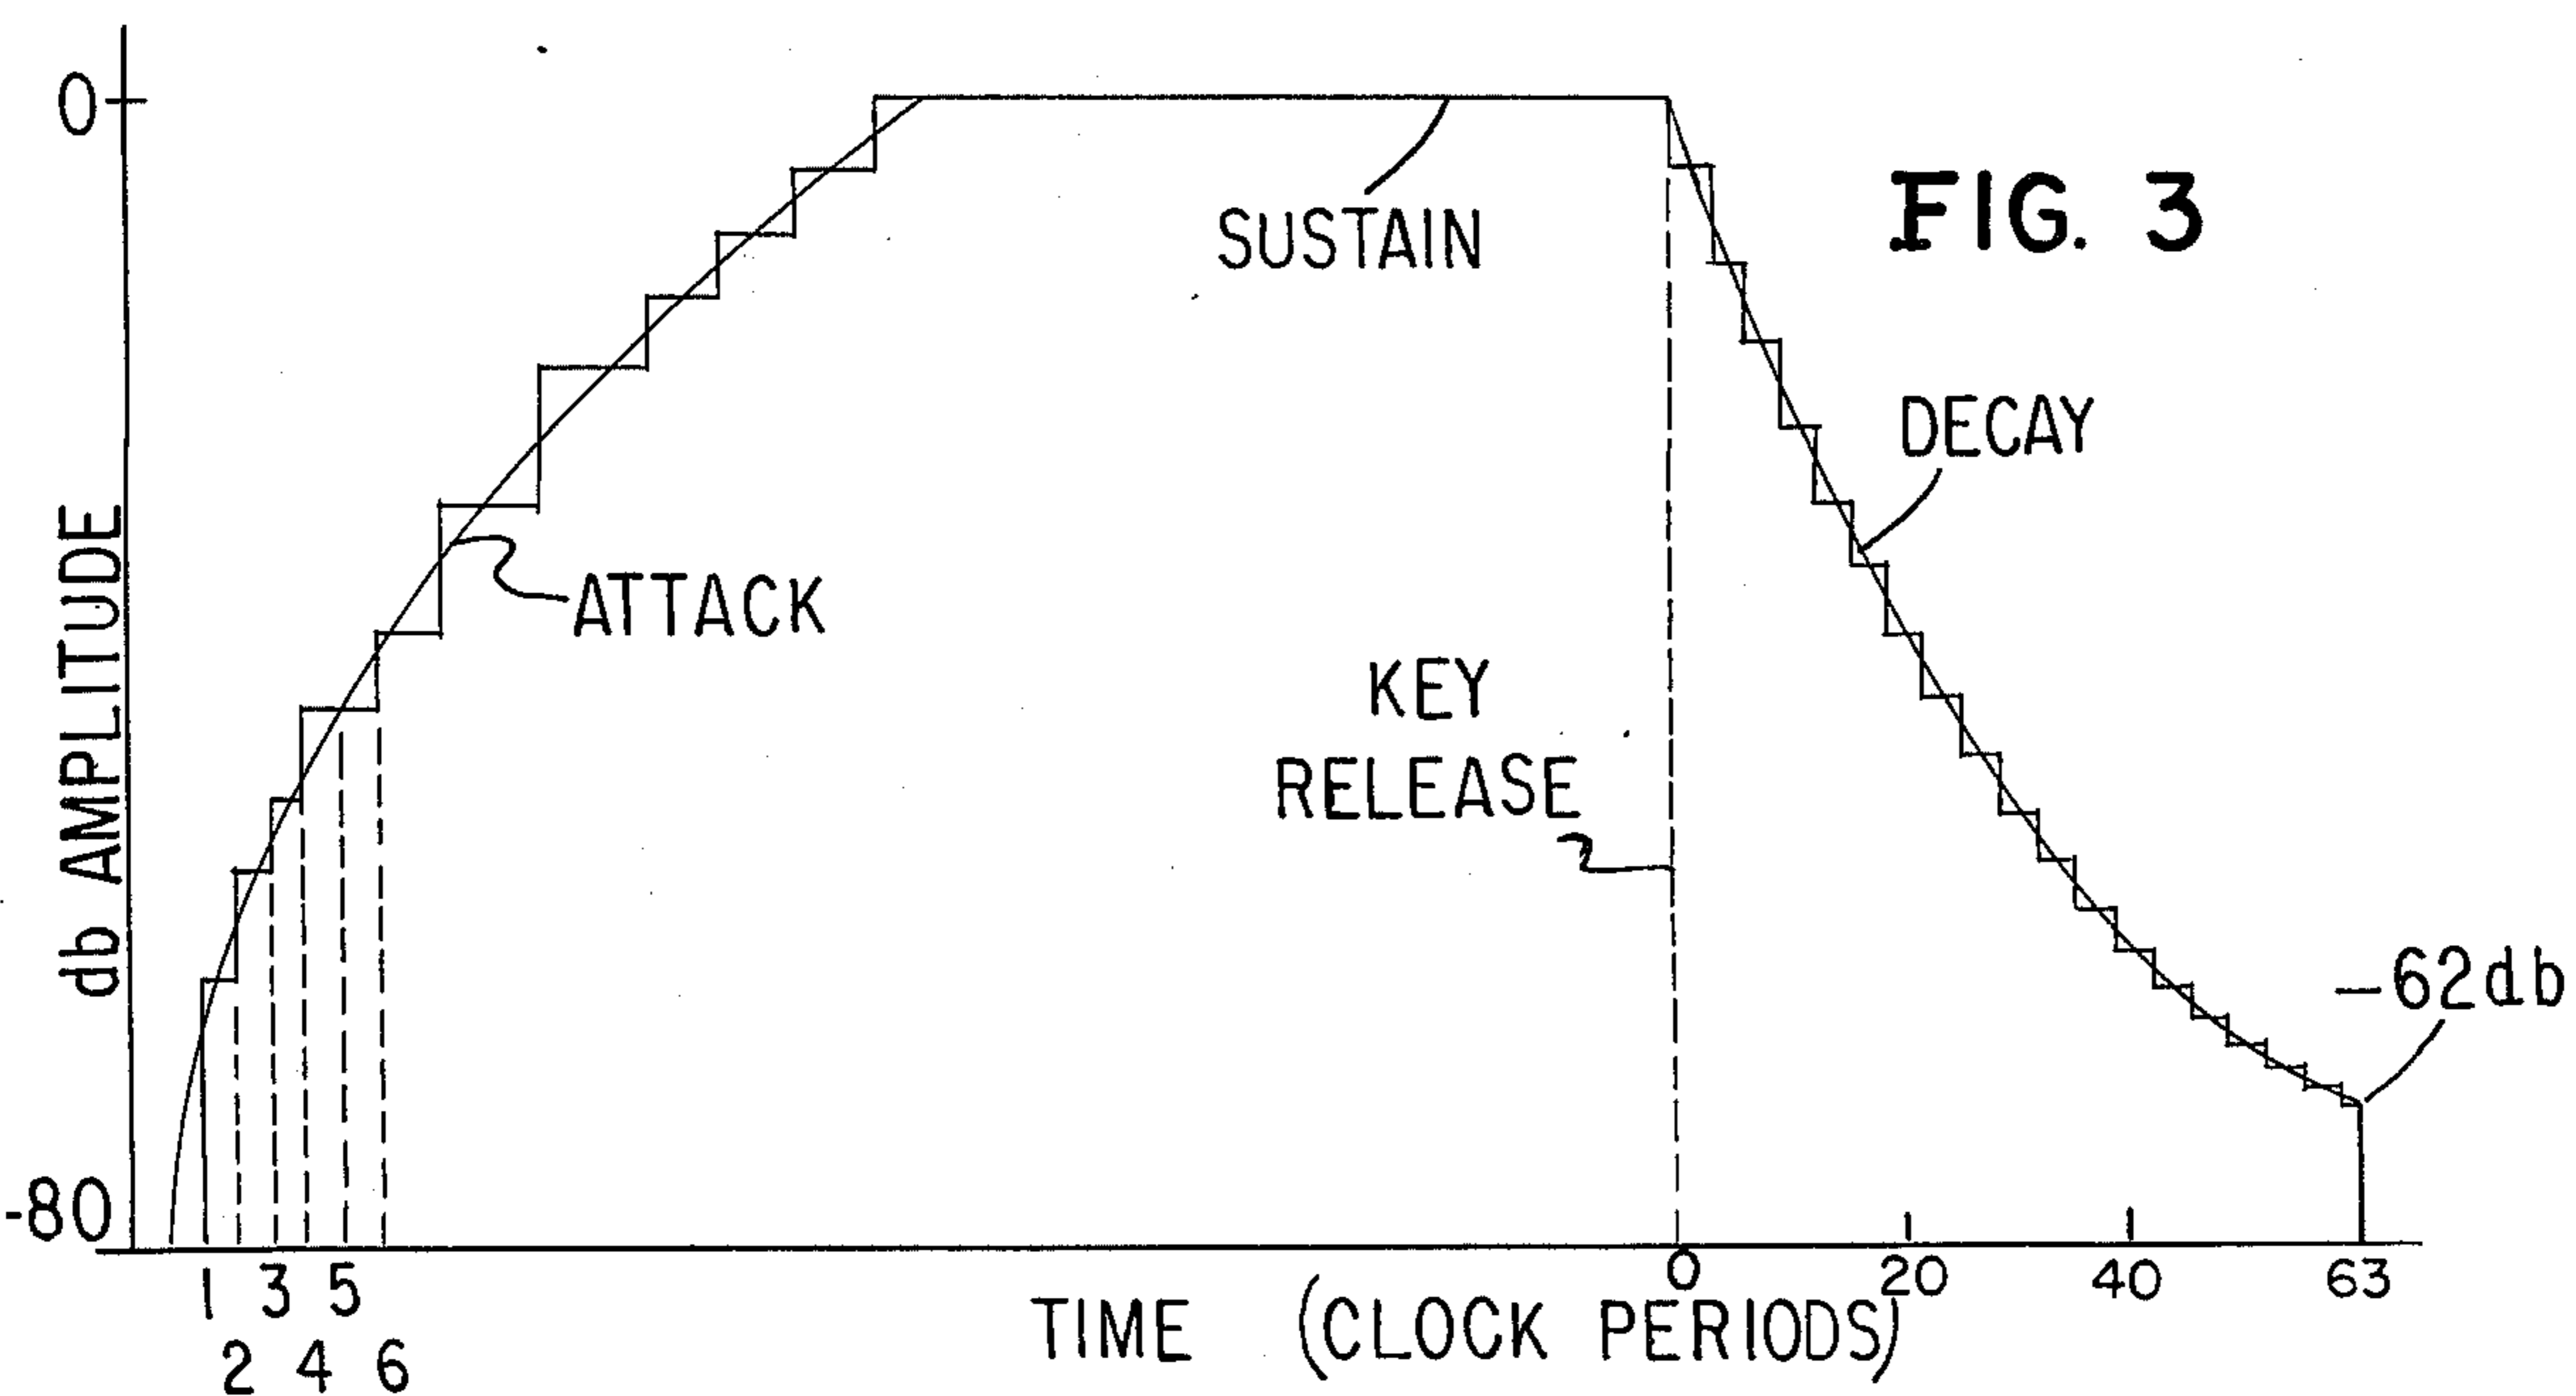 0
SUSTAIN
FIG. 3
DECAY
ATTACK
db AMPLITUDE
KEY
RELEASE
-62db
-80
1 3 5
2 4 6
0 20 40 63
TIME (CLOCK PERIODS)